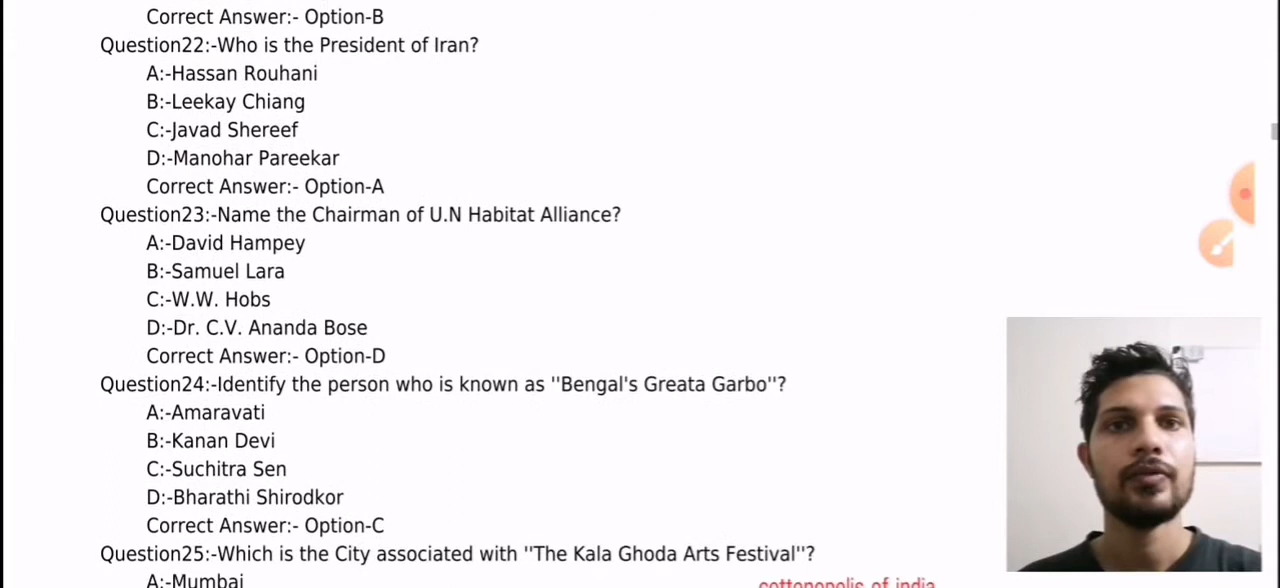 Correct Answer:- Option-B
Question22:-Who is the President of Iran?
A:-Hassan Rouhani
B:-Leekay Chiang
C:-Javad Shereef
D:-Manohar Pareekar
Correct Answer:- Option-A
Question23:-Name the Chairman of U.N Habitat Alliance?
A:-David Hampey
B:-Samuel Lara
C:-W.W. Hobs
D:-Dr. C.V. Ananda Bose
Correct Answer:- Option-D
Question24:-Identify the person who is known as ''Bengal's Greata Garbo''?
A:-Amaravati
B:-Kanan Devi
C:-Suchitra Sen
D:-Bharathi Shirodkor
Correct Answer:- Option-C
Question25:-Which is the City associated with ''The Kala Ghoda Arts Festival''?
A:-Mumbai
cottonopolis of india